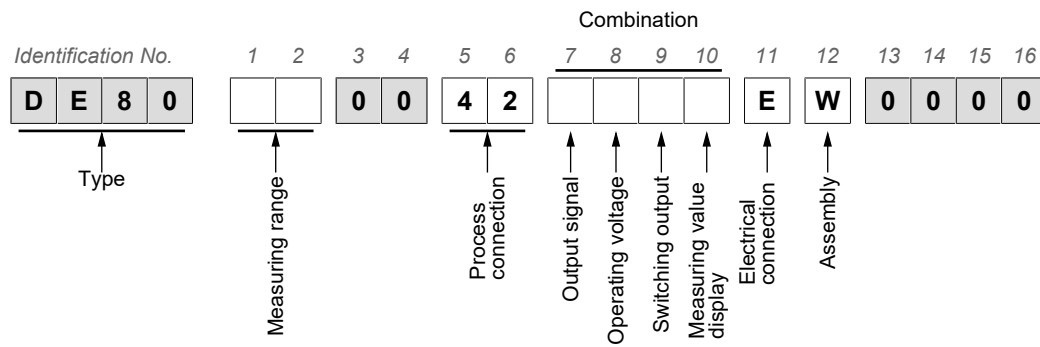 Combination
Identification No. 1 2 3 4 5 6 7 8 9 10 11 12 13 14 15 16
D E 8 0 0 0 4 2 E W 0 0 0 0
Type
Measuring range
Process
connection
Output signal
Operating voltage
Switching output
Measuring value
display
Electrical
connection
Assembly